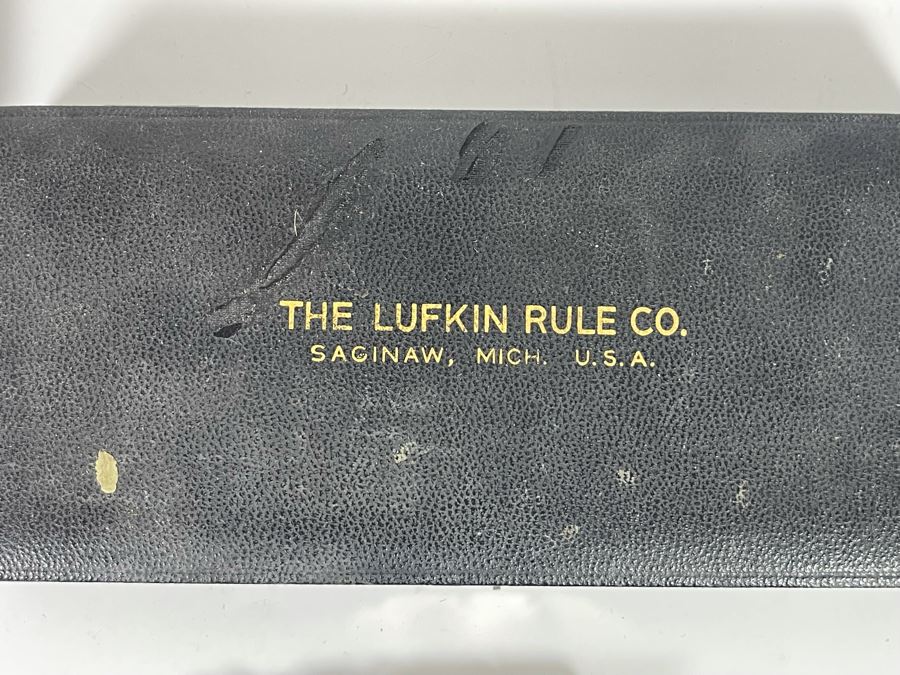 THE LUFKIN RULE CO.
SAGINAW, MICH. U.S.A.